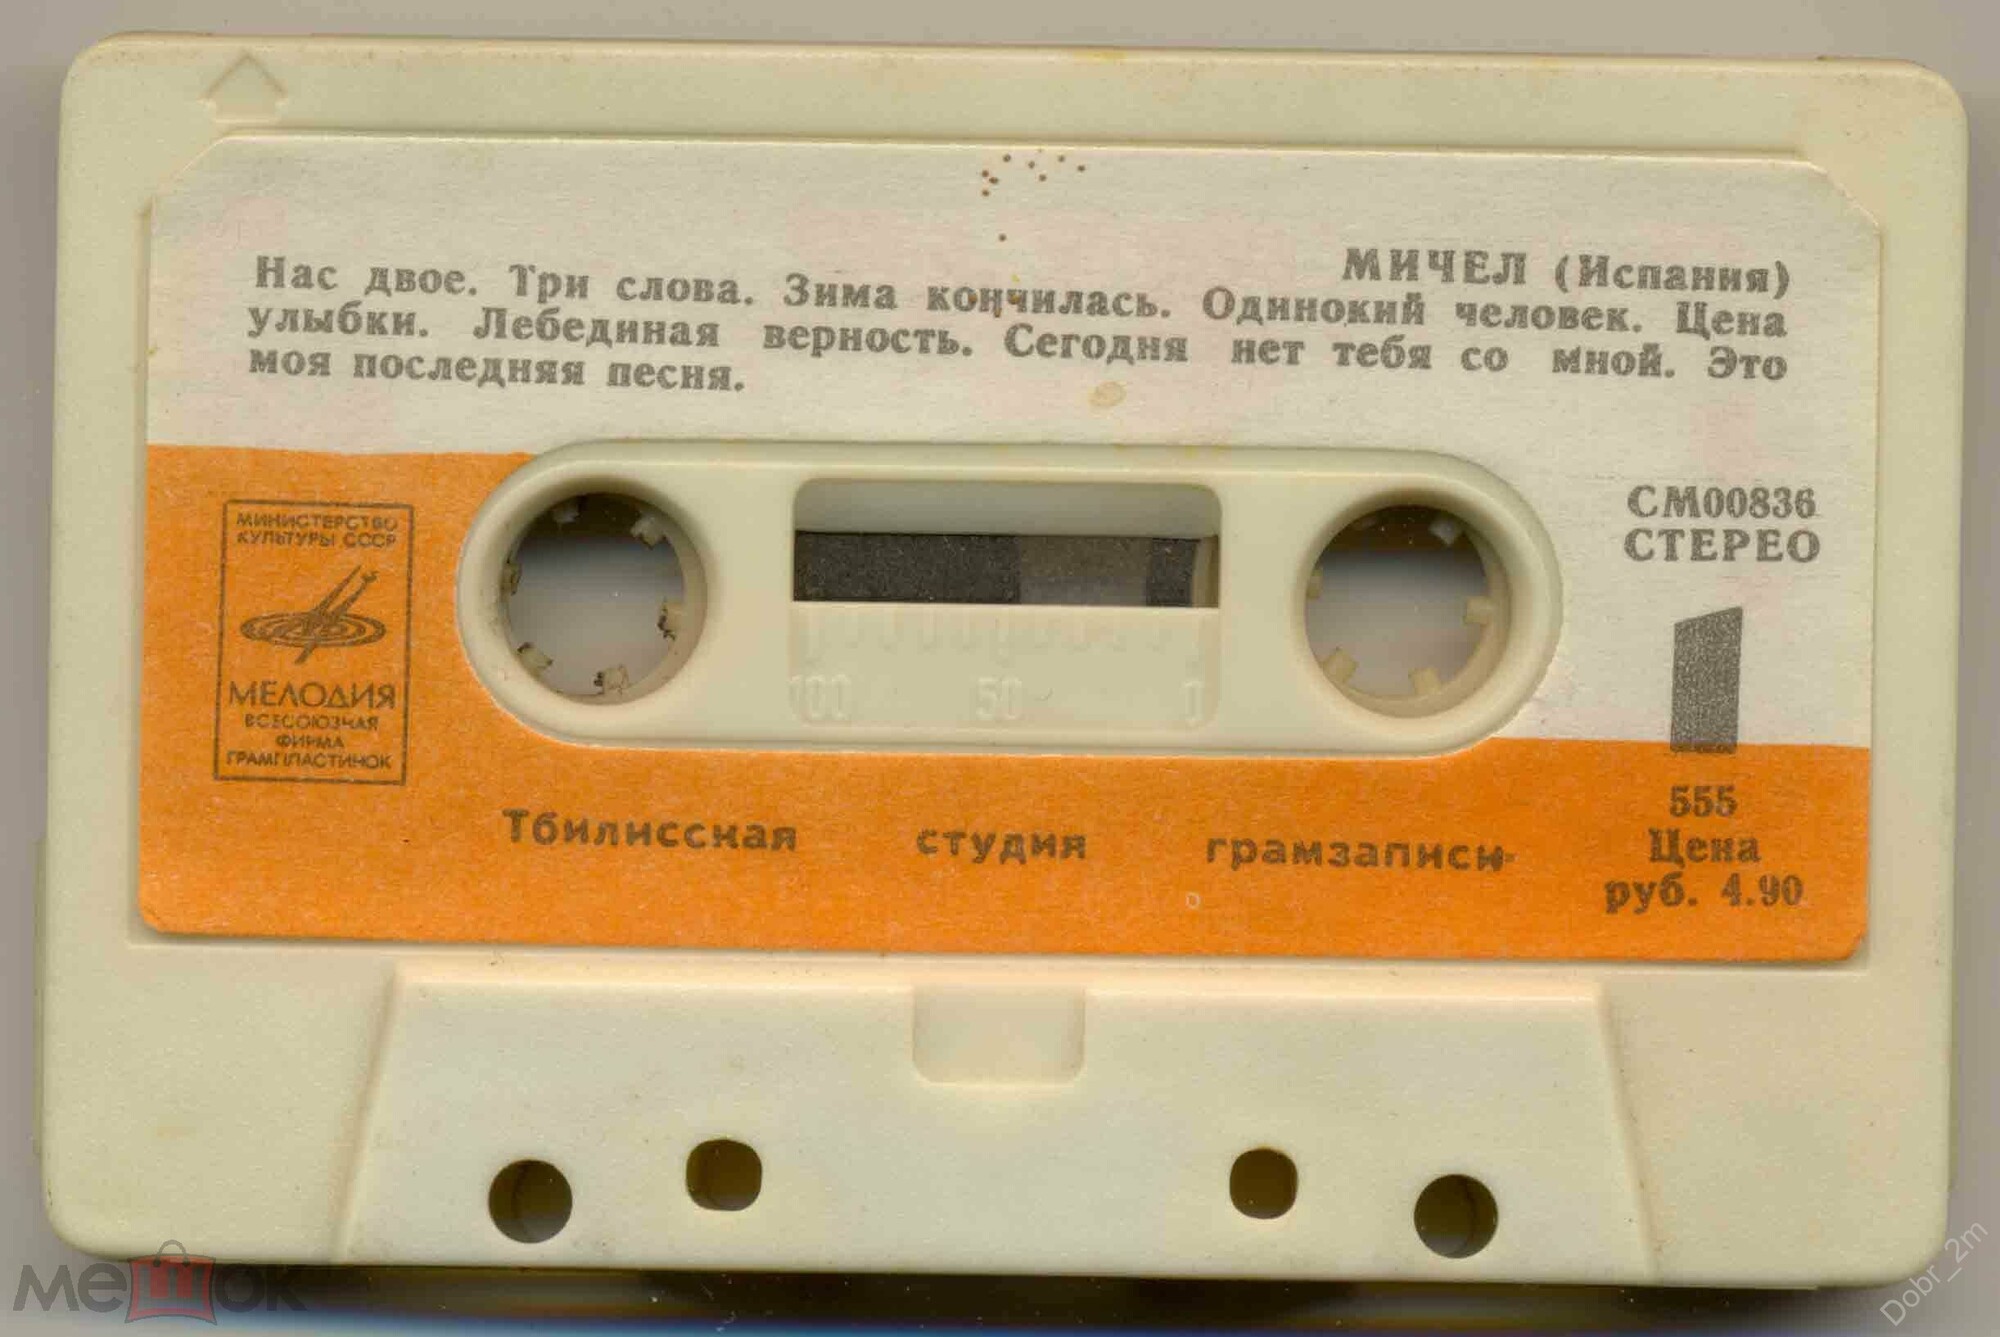 МИЧЕЛ (Испания)
Нас двое. Три слова. Зима кончилась. Одинокий человек. Цена
улыбки. Лебединая верность. Сегодня нет тебя со мной. Это
моя последняя песня.
МИНИСТЕРСТВО
КУЛЬТУРЫ СССР
МЕЛОДИЯ
ВСЕСОЮЗНАЯ
ФИРМА
ГРАМПЛАСТИНОК
СМ00836
СТЕРЕО
1
100 50 0
Тбилисская студия грамзаписи
555
Цена
руб. 4.90
мешок
Dobr_2m